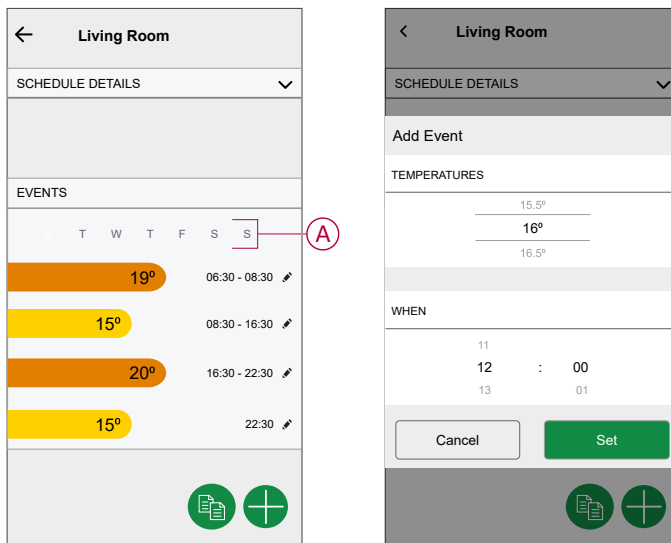 Living Room
SCHEDULE DETAILS
EVENTS
M T W T F S S
A
19º 06:30 - 08:30
15º 08:30 - 16:30
20º 16:30 - 22:30
15º 22:30
Living Room
SCHEDULE DETAILS
Add Event
TEMPERATURES
15.5º
16º
16.5º
WHEN
11
12 : 00
13 01
Cancel Set